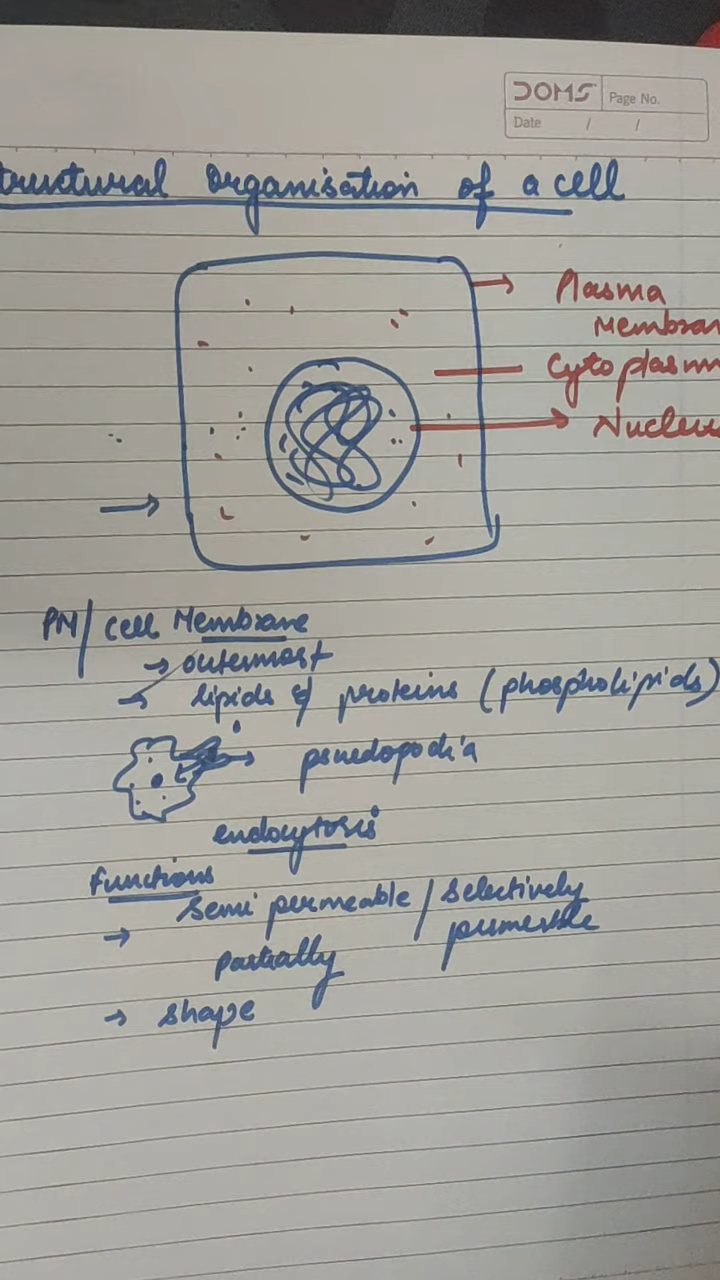 DOMS Page No.
Date / /
tructural Organisation of a cell
Plasma
Membran
Cytoplasm
Nucleu
PM/ Cell Membrane
→ outermost
→ lipids & proteins (phospholipids)
→ psuedopodia
endocytosis
Functions
→ Semi permeable / selectively
permeable
Partially
→ shape